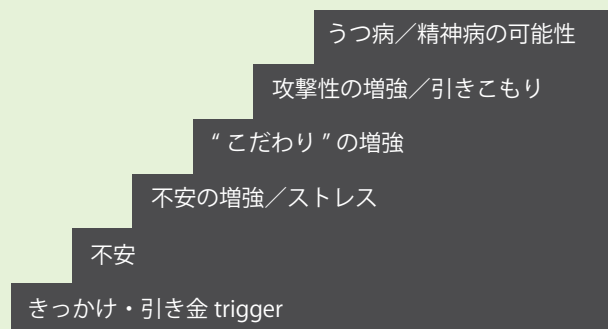 うつ病／精神病の可能性
攻撃性の増強／引きこもり
“ こだわり ” の増強
不安の増強／ストレス
不安
きっかけ・引き金 trigger